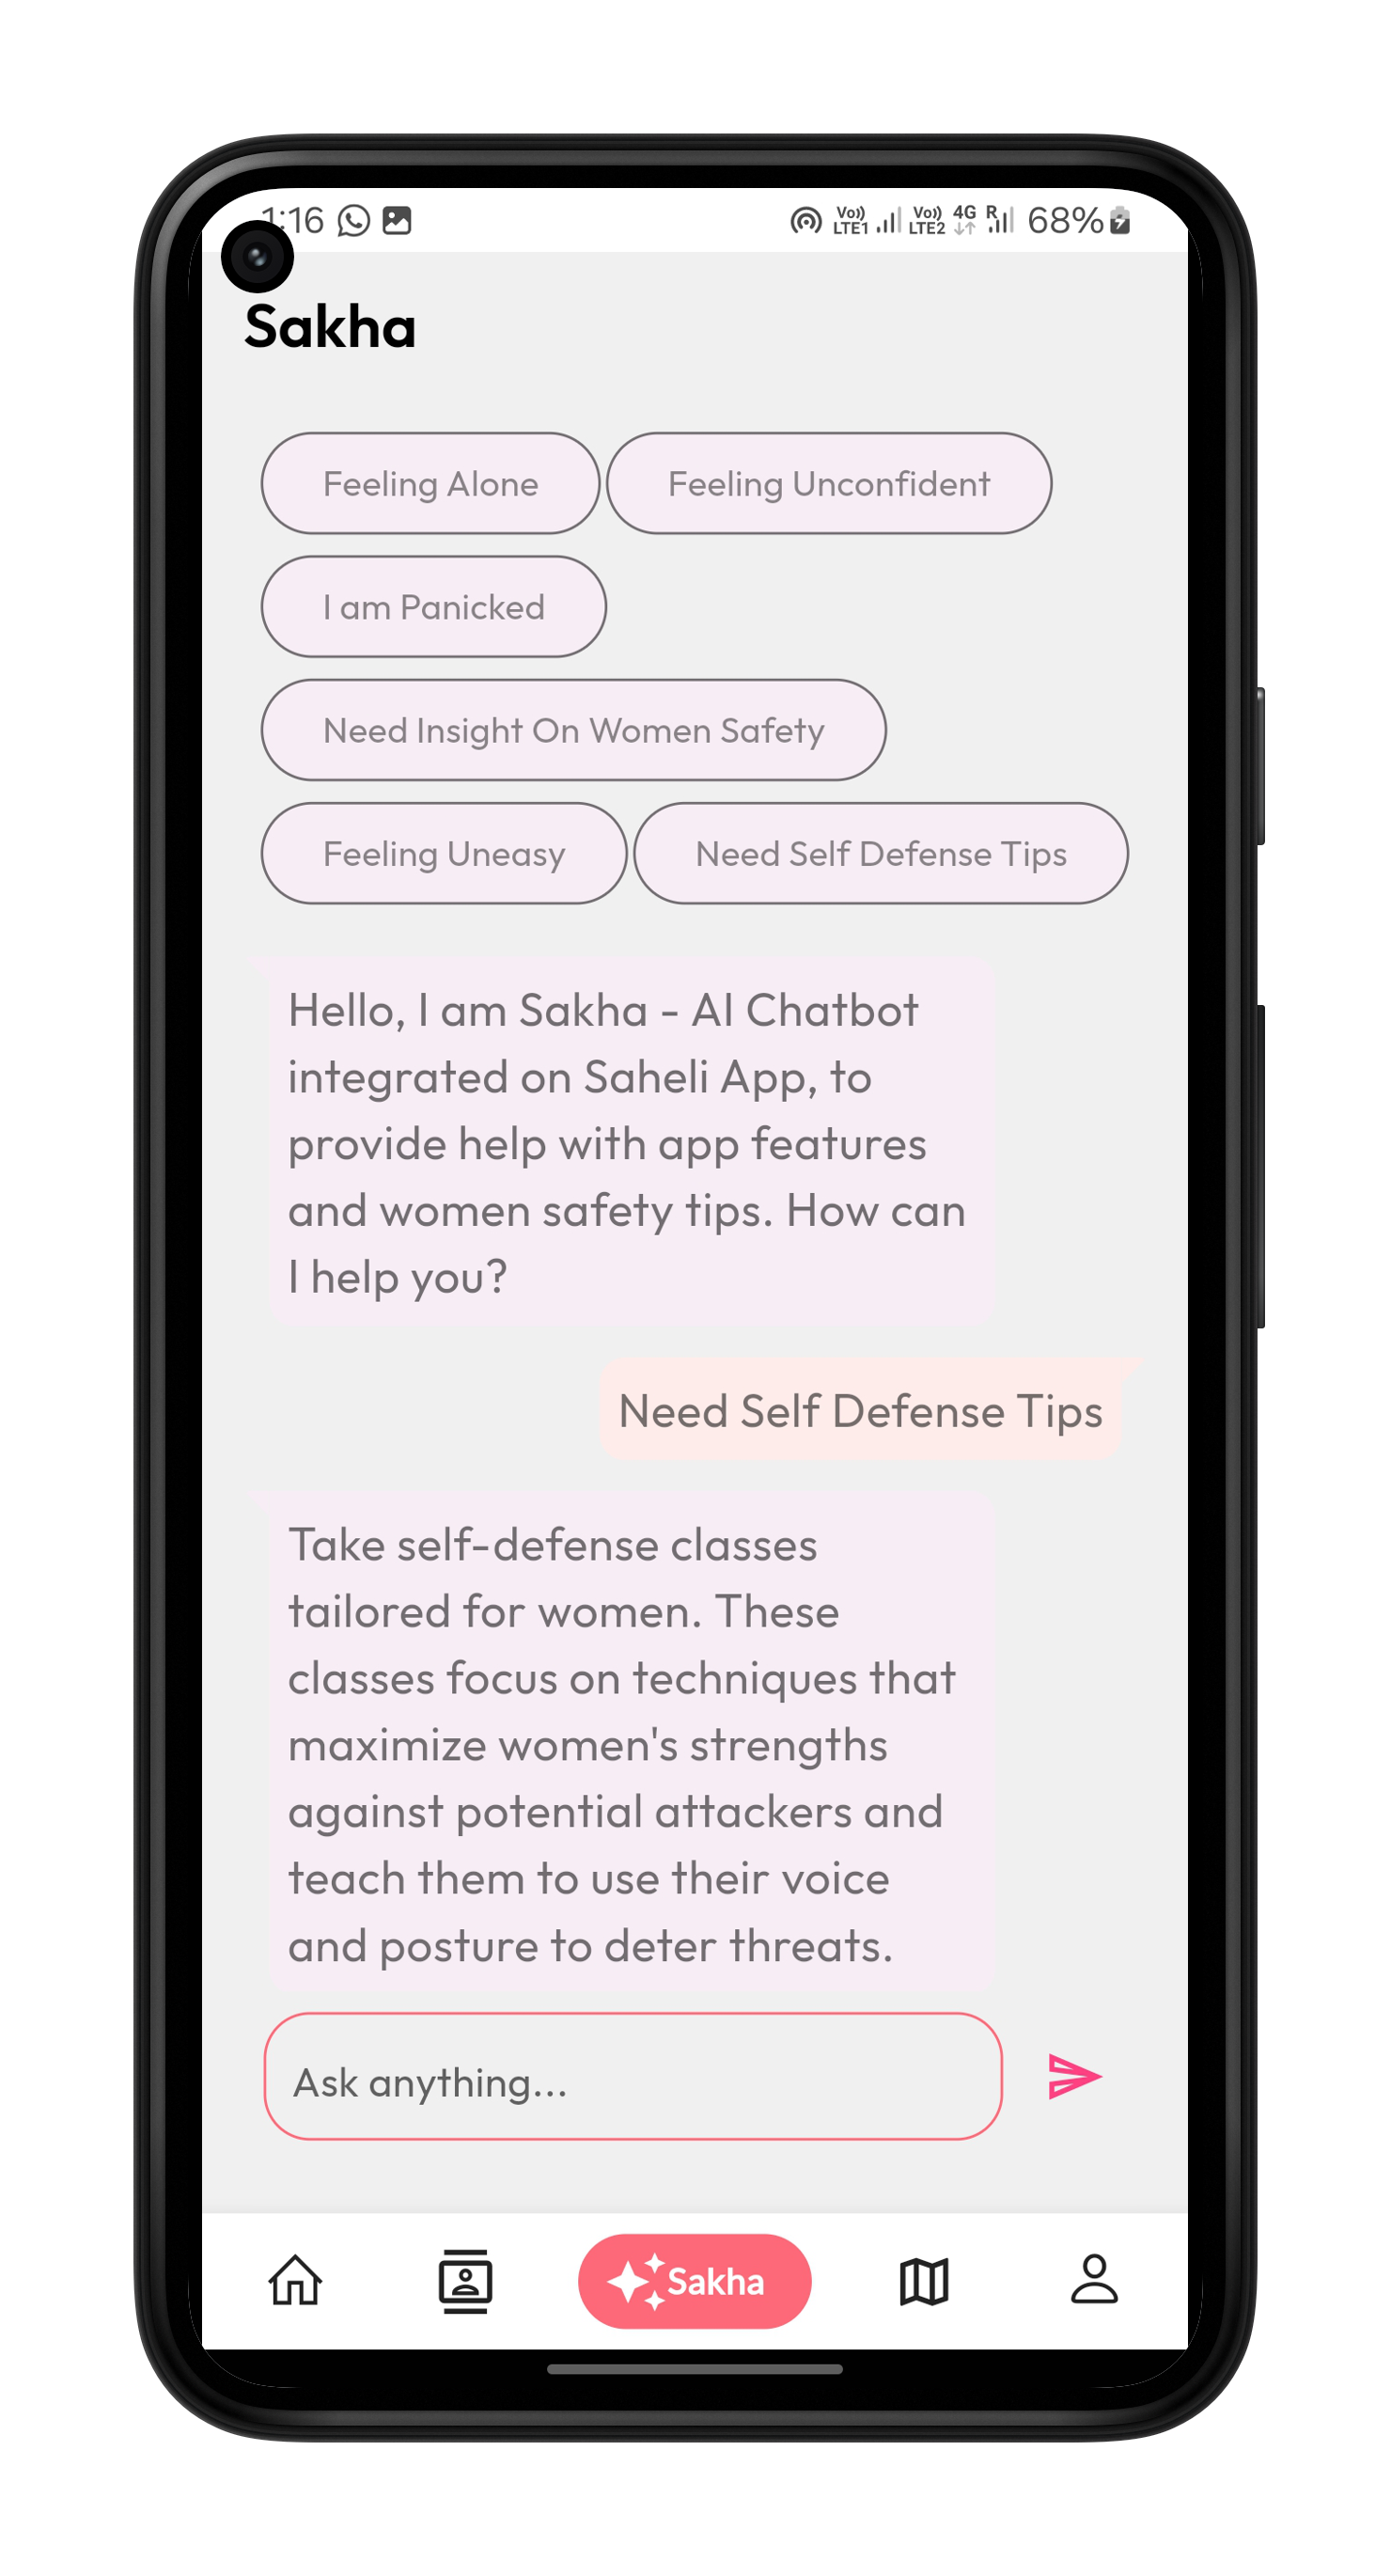 1:16 Vo)) LTE1 Vo)) LTE2 4G R 68%
Sakha
Feeling Alone Feeling Unconfident
I am Panicked
Need Insight On Women Safety
Feeling Uneasy Need Self Defense Tips
Hello, I am Sakha - AI Chatbot
integrated on Saheli App, to
provide help with app features
and women safety tips. How can
I help you?
Need Self Defense Tips
Take self-defense classes
tailored for women. These
classes focus on techniques that
maximize women's strengths
against potential attackers and
teach them to use their voice
and posture to deter threats.
Ask anything...
Sakha